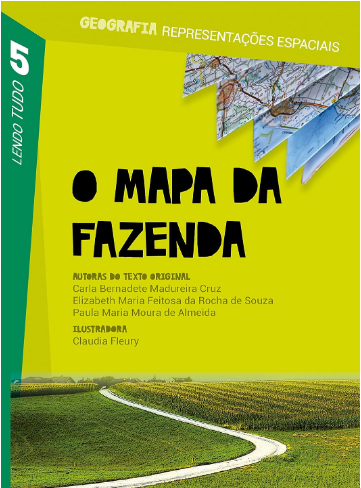 GEOGRAFIA REPRESENTAÇÕES ESPACIAIS
LENDO TUDO 5
O MAPA DA
FAZENDA
AUTORAS DO TEXTO ORIGINAL
Carla Bernadete Madureira Cruz
Elizabeth Maria Feitosa da Rocha de Souza
Paula Maria Moura de Almeida
ILUSTRADORA
Claudia Fleury